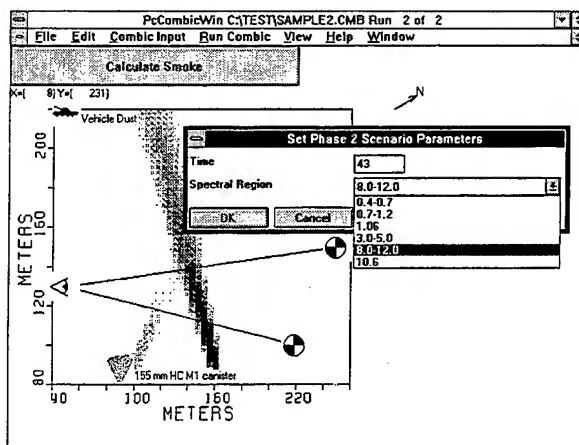 PcCombicWin C:\TEST\SAMPLE2.CMB Run 2 of 2
File Edit Combic Input Run Combic View Help Window
Calculate Smoke
X=( 8)Y=( 231)
N
Vehicle Dust
Set Phase 2 Scenario Parameters
Time 43
Spectral Region 8.0-12.0
0.4-0.7
0.7-1.2
1.06
3.0-5.0
8.0-12.0
10.6
OK Cancel
METERS
200
160
130
80
155 mm HC M1 canister
40 100 160 220
METERS